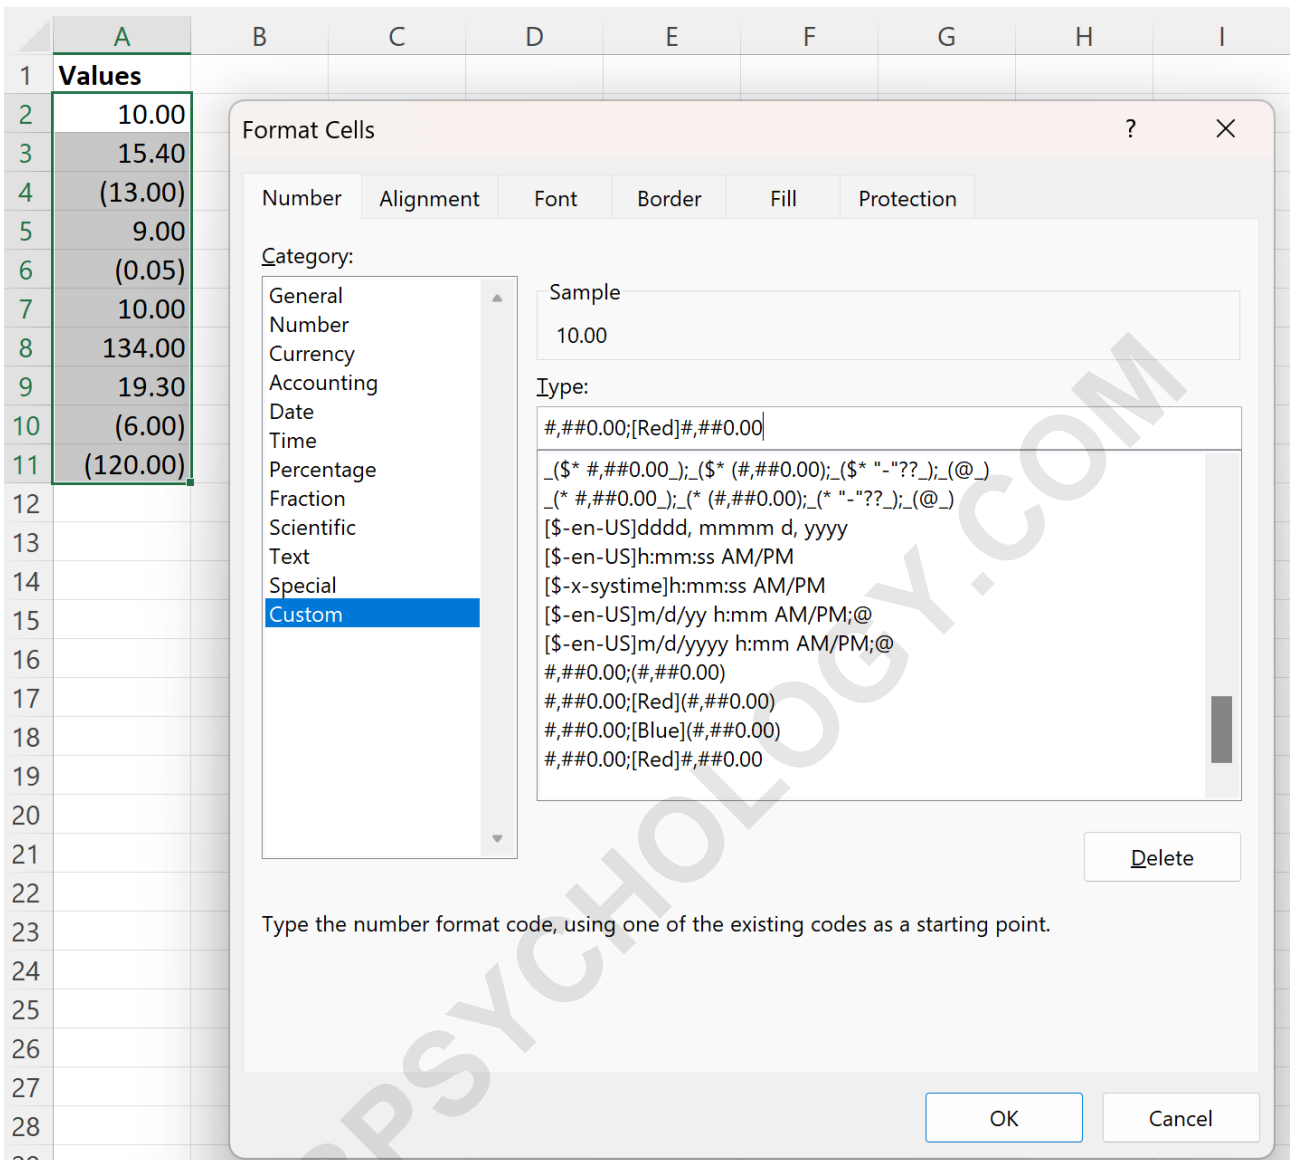 A B C D E F G H I
1 Values
2 10.00
3 15.40
4 (13.00)
5 9.00
6 (0.05)
7 10.00
8 134.00
9 19.30
10 (6.00)
11 (120.00)
12
13
14
15
16
17
18
19
20
21
22
23
24
25
26
27
28
Format Cells ?
Number Alignment Font Border Fill Protection
Category:
General
Number
Currency
Accounting
Date
Time
Percentage
Fraction
Scientific
Text
Special
Custom
Sample
10.00
Type:
#,##0.00;[Red]#,##0.00
_($* #,##0.00_);_($* (#,##0.00);_($* "-"??_);_(@_)
_(* #,##0.00_);_(* (#,##0.00);_(* "-"??_);_(@_)
[$-en-US]dddd, mmmm d, yyyy
[$-en-US]h:mm:ss AM/PM
[$-x-systime]h:mm:ss AM/PM
[$-en-US]m/d/yy h:mm AM/PM;@
[$-en-US]m/d/yyyy h:mm AM/PM;@
#,##0.00;(#,##0.00)
#,##0.00;[Red](#,##0.00)
#,##0.00;[Blue](#,##0.00)
#,##0.00;[Red]#,##0.00
Delete
Type the number format code, using one of the existing codes as a starting point.
OK Cancel
PSYCHOLOGY.COM